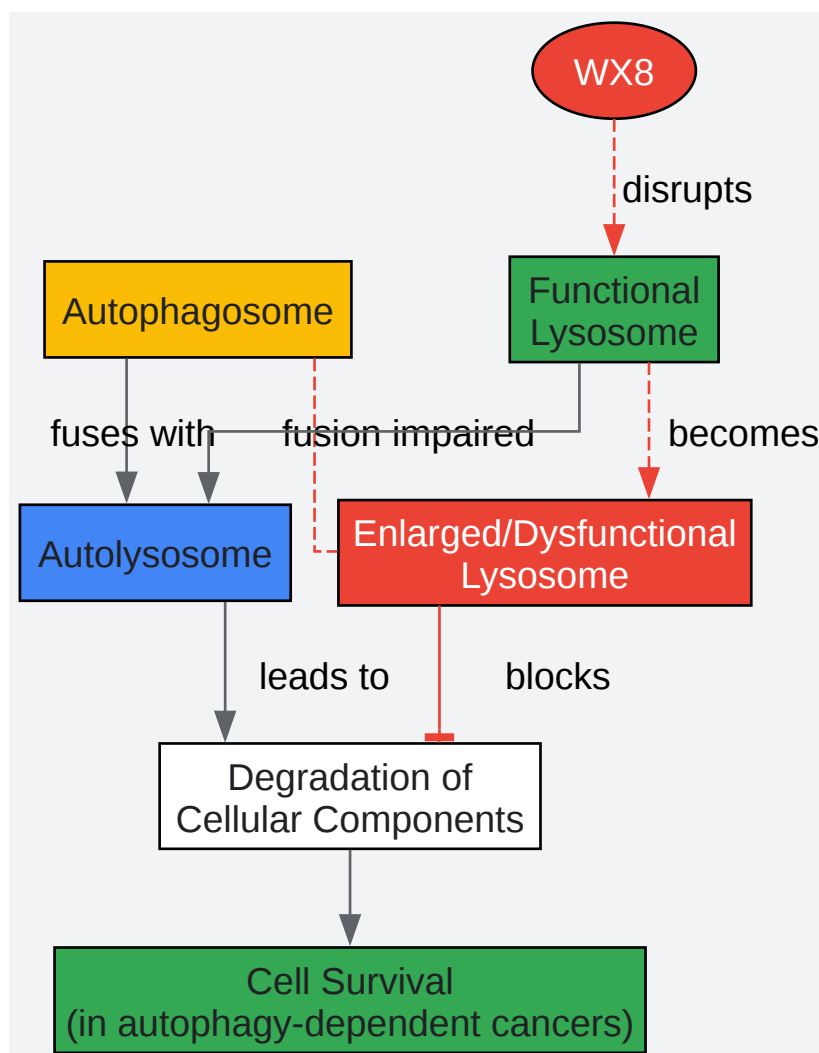 WX8
disrupts
Autophagosome
Functional
Lysosome
fuses with
fusion impaired
becomes
Autolysosome
Enlarged/Dysfunctional
Lysosome
leads to
blocks
Degradation of
Cellular Components
Cell Survival
(in autophagy-dependent cancers)